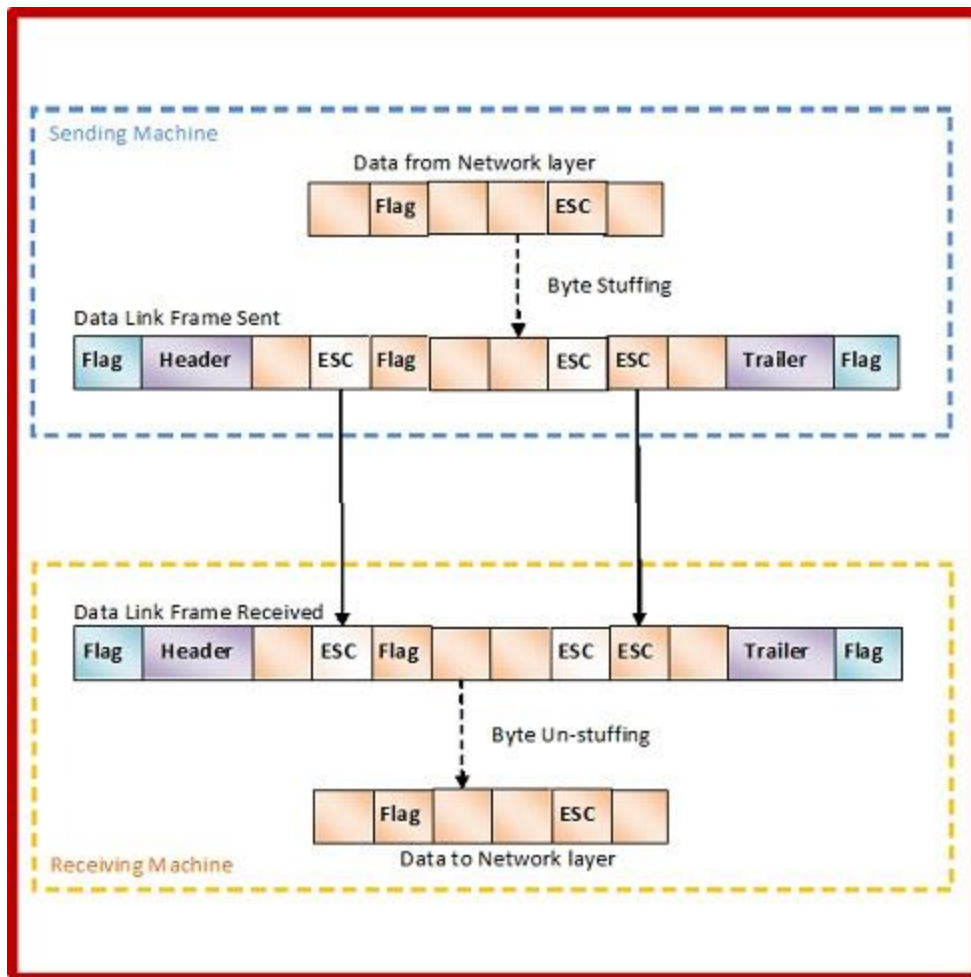 Sending Machine
Data from Network layer
Flag ESC
Byte Stuffing
Data Link Frame Sent
Flag Header ESC Flag ESC ESC Trailer Flag
Data Link Frame Received
Flag Header ESC Flag ESC ESC Trailer Flag
Byte Un-stuffing
Flag ESC
Data to Network layer
Receiving Machine